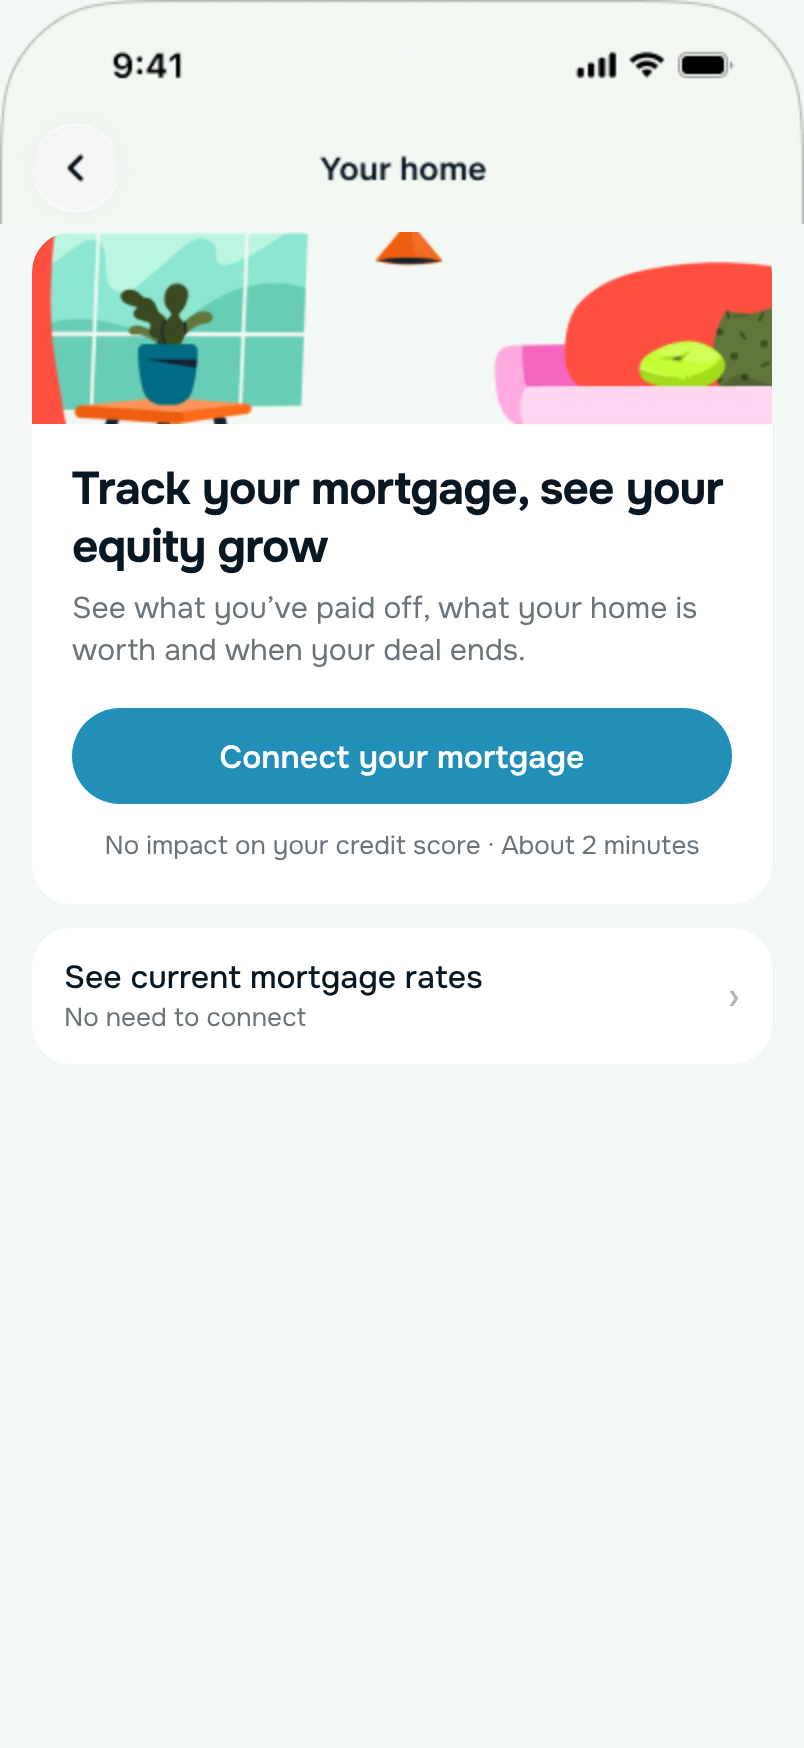 9:41
Your home
Track your mortgage, see your
equity grow
See what you’ve paid off, what your home is
worth and when your deal ends.
Connect your mortgage
No impact on your credit score · About 2 minutes
See current mortgage rates
No need to connect